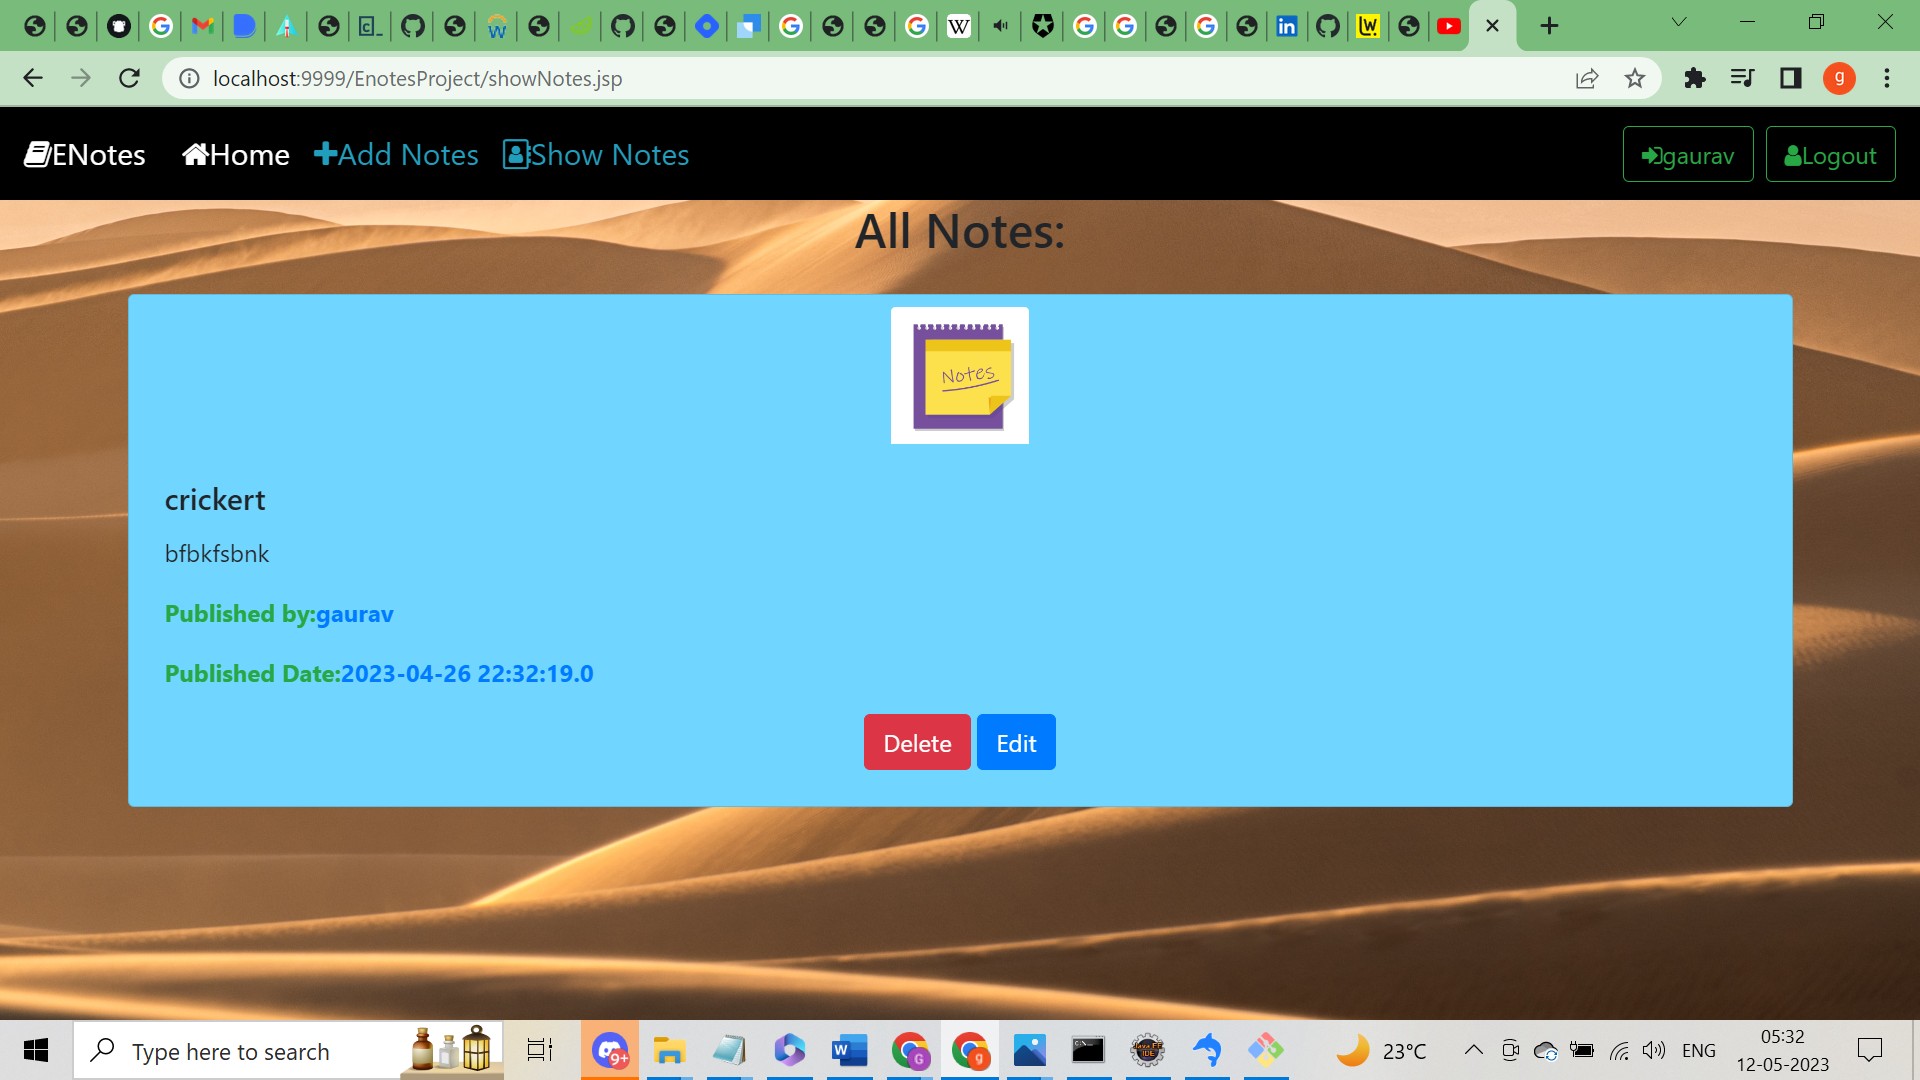 localhost:9999/EnotesProject/showNotes.jsp
g
ENotes Home Add Notes Show Notes gaurav Logout
All Notes:
Notes
crickert
bfbkfsbnk
Published by:gaurav
Published Date:2023-04-26 22:32:19.0
Delete Edit
Type here to search
9+
G
g
23°C
ENG
05:32
12-05-2023